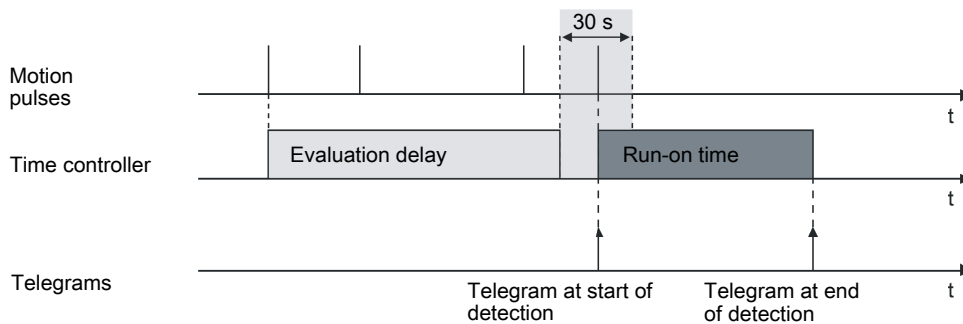 30 s
Motion
pulses
t
Time controller
Evaluation delay
Run-on time
t
Telegrams
t
Telegram at start of
detection
Telegram at end
of detection